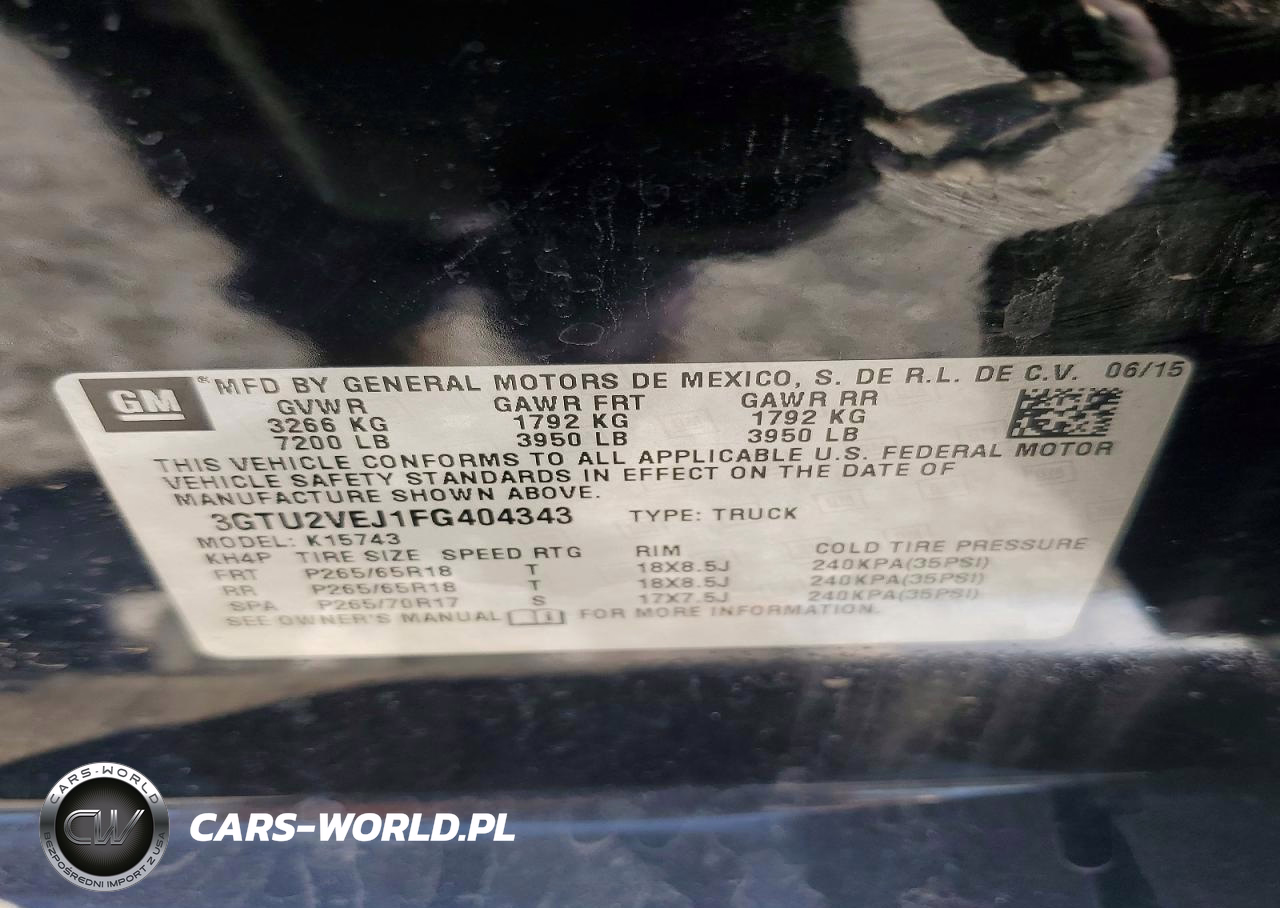 GM
® MFD BY GENERAL MOTORS DE MEXICO, S. DE R.L. DE C.V. 06/15
GVWR GAWR FRT GAWR RR
3266 KG 1792 KG 1792 KG
7200 LB 3950 LB 3950 LB
THIS VEHICLE CONFORMS TO ALL APPLICABLE U.S. FEDERAL MOTOR
VEHICLE SAFETY STANDARDS IN EFFECT ON THE DATE OF
MANUFACTURE SHOWN ABOVE.
3GTU2VEJ1FG404343 TYPE: TRUCK
MODEL: K15743
KH4P TIRE SIZE SPEED RTG RIM COLD TIRE PRESSURE
FRT P265/65R18 T 18X8.5J 240KPA(35PSI)
RR P265/65R18 T 18X8.5J 240KPA(35PSI)
SPA P265/70R17 S 17X7.5J 240KPA(35PSI)
SEE OWNER'S MANUAL FOR MORE INFORMATION.
CARS-WORLD
CW
BEZPOŚREDNI IMPORT Z USA
CARS-WORLD.PL